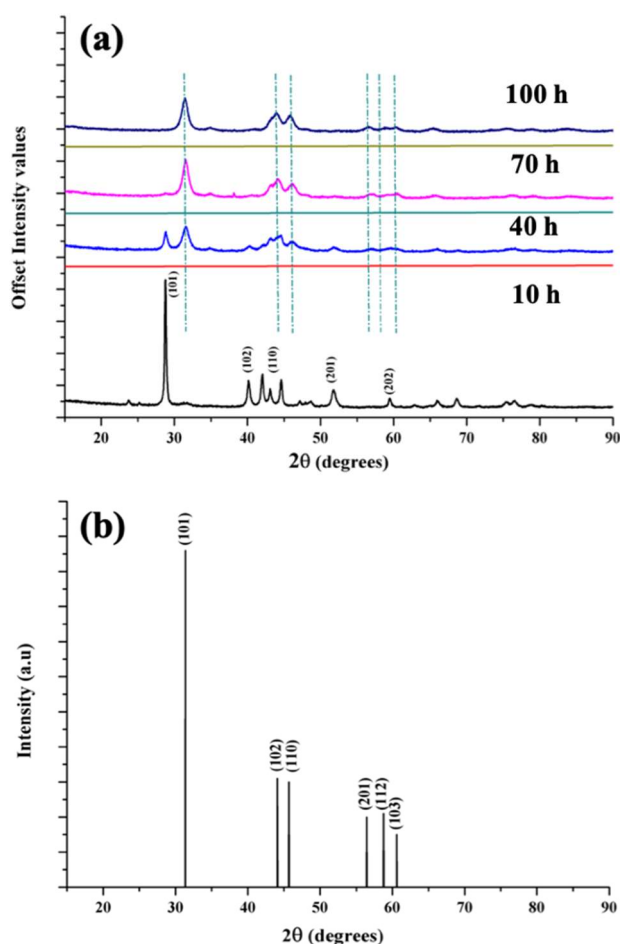 (a)
100 h
70 h
40 h
10 h
(101)
(102)
(110)
(201)
(202)
Offset Intensity values
20 30 40 50 60 70 80 90
2θ (degrees)
(b)
(101)
(102)
(110)
(201)
(112)
(103)
Intensity (a.u)
20 30 40 50 60 70 80 90
2θ (degrees)